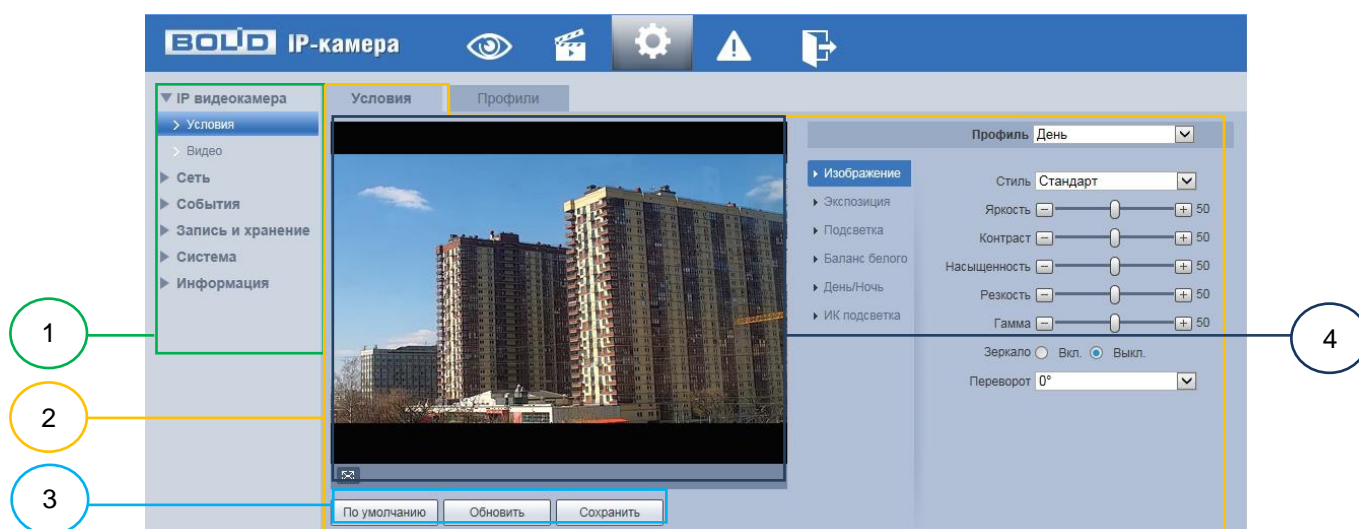 BOLID IP-камера
IP видеокамера
Условия
Видео
Сеть
События
Запись и хранение
Система
Информация
Условия
Профили
Профиль День
Изображение
Экспозиция
Подсветка
Баланс белого
День/Ночь
ИК подсветка
Стиль Стандарт
Яркость 50
Контраст 50
Насыщенность 50
Резкость 50
Гамма 50
Зеркало Вкл. Выкл.
Переворот 0°
По умолчанию
Обновить
Сохранить
1
2
3
4